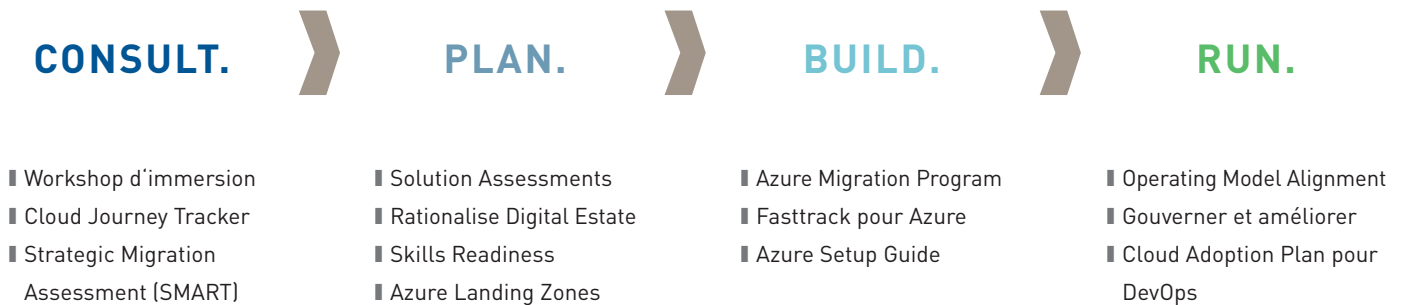 CONSULT.
PLAN.
BUILD.
RUN.
Workshop d‘immersion
Cloud Journey Tracker
Strategic Migration
Assessment (SMART)
Solution Assessments
Rationalise Digital Estate
Skills Readiness
Azure Landing Zones
Azure Migration Program
Fasttrack pour Azure
Azure Setup Guide
Operating Model Alignment
Gouverner et améliorer
Cloud Adoption Plan pour
DevOps